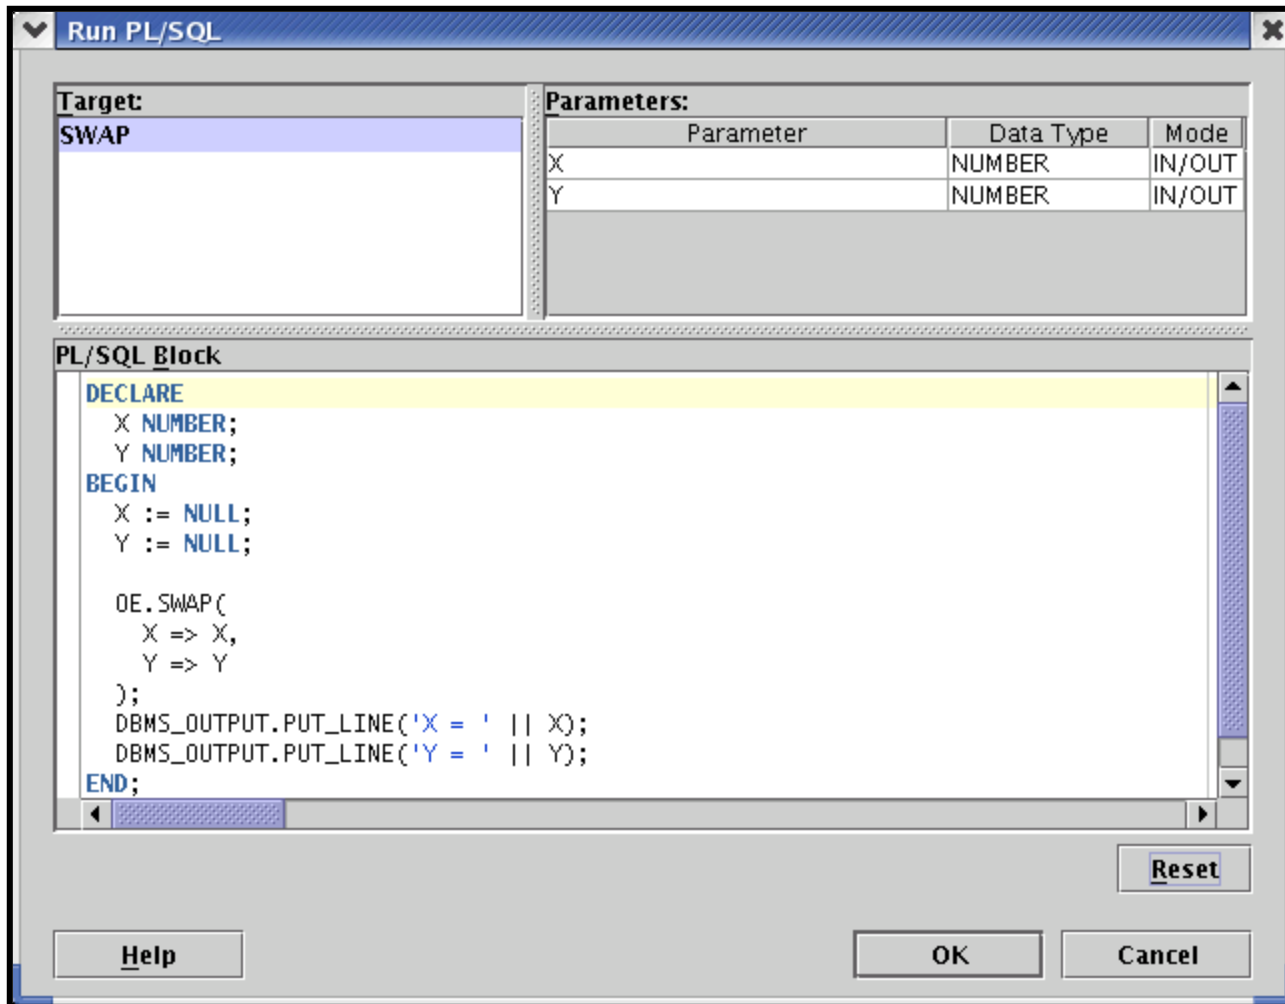 Run PL/SQL
Target:
SWAP
Parameters:
Parameter Data Type Mode
X NUMBER IN/OUT
Y NUMBER IN/OUT
PL/SQL Block
DECLARE
X NUMBER;
Y NUMBER;
BEGIN
X := NULL;
Y := NULL;
OE.SWAP(
X => X,
Y => Y
);
DBMS_OUTPUT.PUT_LINE('X = ' || X);
DBMS_OUTPUT.PUT_LINE('Y = ' || Y);
END;
Reset
Help OK Cancel